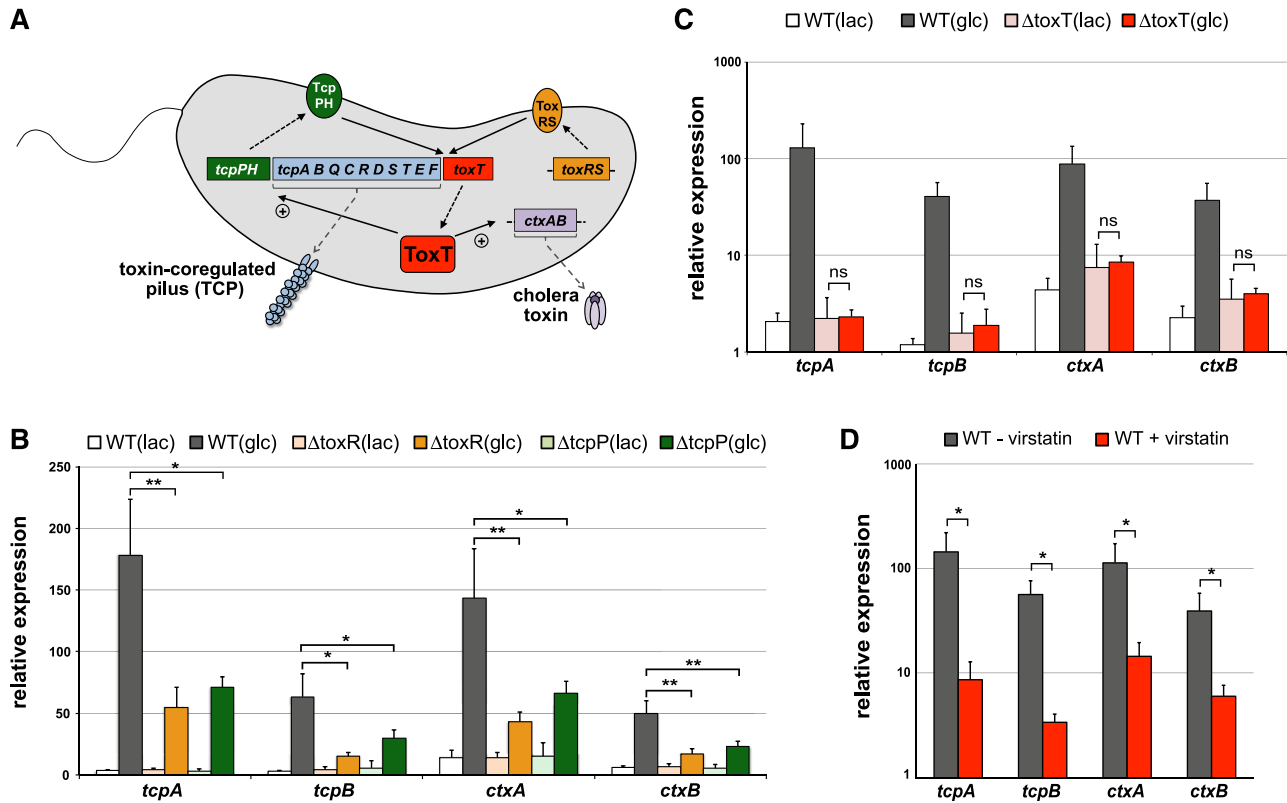 A
Tcp
PH
Tox
RS
tcpPH
tcpA B Q C R D S T E F
toxT
toxRS
+
ToxT
+
ctxAB
toxin-coregulated
pilus (TCP)
cholera
toxin
B
WT(lac) WT(glc) ΔtoxR(lac) ΔtoxR(glc) ΔtcpP(lac) ΔtcpP(glc)
relative expression
250
200
150
100
50
0
* **
* *
* **
** **
tcpA tcpB ctxA ctxB
C
WT(lac) WT(glc) ΔtoxT(lac) ΔtoxT(glc)
relative expression
1000
100
10
1
ns ns ns ns
tcpA tcpB ctxA ctxB
D
WT - virstatin WT + virstatin
relative expression
1000
100
10
1
* * * *
tcpA tcpB ctxA ctxB